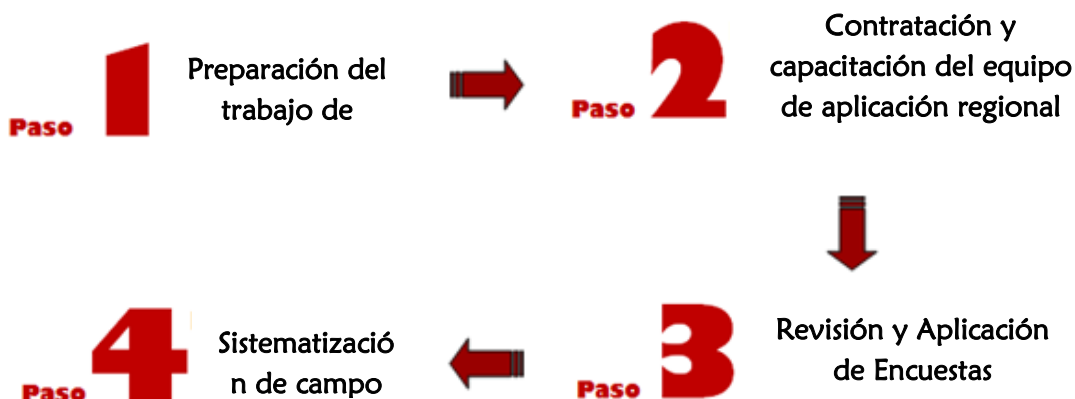 Paso 1
Preparación del
trabajo de
Paso 2
Contratación y
capacitación del equipo
de aplicación regional
Paso 3
Revisión y Aplicación
de Encuestas
Paso 4
Sistematizació
n de campo